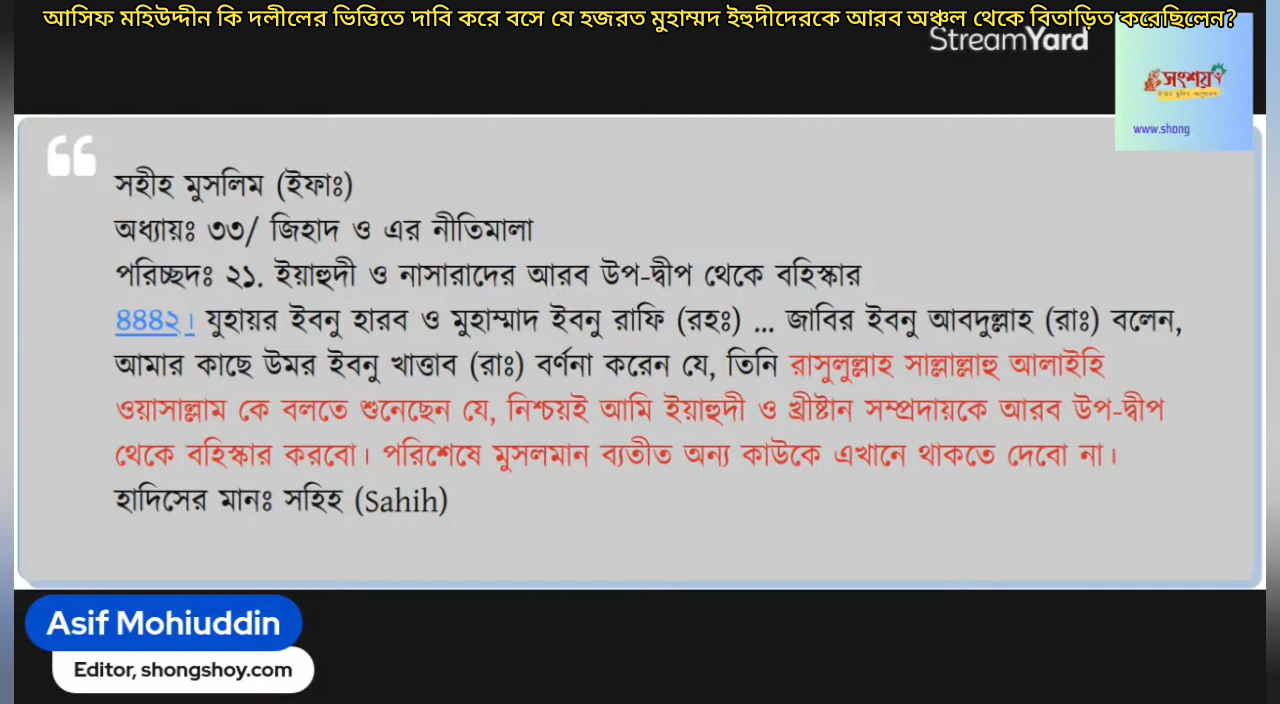 আসিফ মহিউদ্দীন কি দলীলের ভিত্তিতে দাবি করে বসে যে হজরত মুহাম্মদ ইহুদীদেরকে আরব অঞ্চল থেকে বিতাড়িত করেছিলেন?
StreamYard
সংশয়
www.shong
সহীহ মুসলিম (ইফাঃ)
অধ্যায়ঃ ৩৩/ জিহাদ ও এর নীতিমালা
পরিচ্ছদঃ ২১. ইয়াহুদী ও নাসারাদের আরব উপ-দ্বীপ থেকে বহিস্কার
৪৪৪২। যুহায়র ইবনু হারব ও মুহাম্মাদ ইবনু রাফি (রহঃ) ... জাবির ইবনু আবদুল্লাহ (রাঃ) বলেন,
আমার কাছে উমর ইবনু খাত্তাব (রাঃ) বর্ণনা করেন যে, তিনি রাসুলুল্লাহ সাল্লাল্লাহু আলাইহি
ওয়াসাল্লাম কে বলতে শুনেছেন যে, নিশ্চয়ই আমি ইয়াহুদী ও খ্রীষ্টান সম্প্রদায়কে আরব উপ-দ্বীপ
থেকে বহিস্কার করবো। পরিশেষে মুসলমান ব্যতীত অন্য কাউকে এখানে থাকতে দেবো না।
হাদিসের মানঃ সহিহ (Sahih)
Asif Mohiuddin
Editor, shongshoy.com